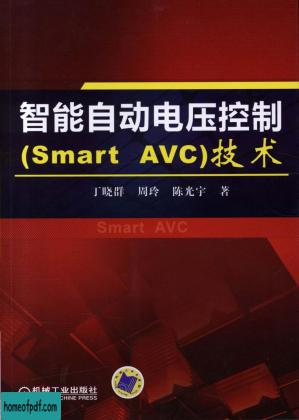 智能自动电压控制
(Smart AVC)技术
丁晓群 周玲 陈光宇 著
Smart AVC
机械工业出版社
CHINA MACHINE PRESS
homeofpdf.com